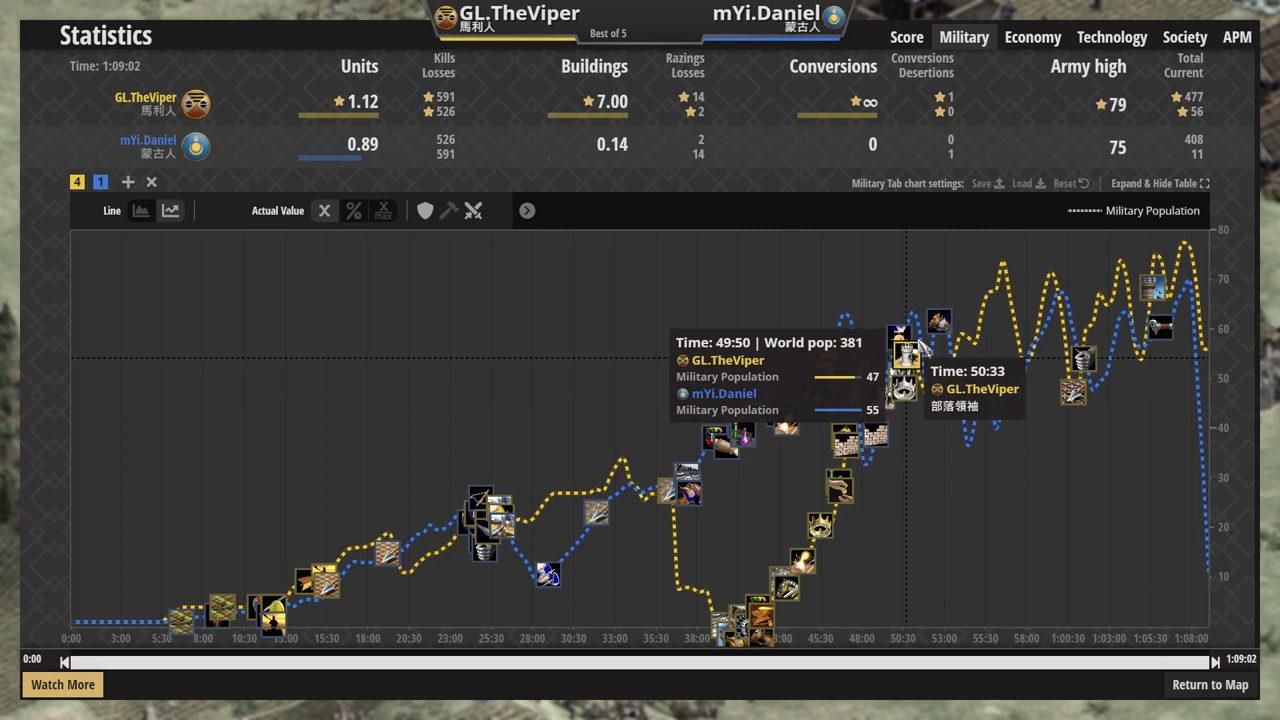 GL.TheViper
馬利人
Best of 5
mYi.Daniel
蒙古人
Statistics
Score Military Economy Technology Society APM
Time: 1:09:02
Units
Kills
Losses
Buildings
Razings
Losses
Conversions
Conversions
Desertions
Army high
Total
Current
GL.TheViper
馬利人
1.12
591
526
7.00
14
2
∞
1
0
79
477
56
mYi.Daniel
蒙古人
0.89
526
591
0.14
2
14
0
0
1
75
408
11
4 1
Military Tab chart settings: Save Load Reset Expand & Hide Table
Line Actual Value X % X max
Military Population
80
70
60
50
40
30
20
10
Time: 49:50 | World pop: 381
GL.TheViper
Military Population 47
mYi.Daniel
Military Population 55
Time: 50:33
GL.TheViper
部落領袖
0:00 3:00 5:30 8:00 10:30 15:30 18:00 20:30 23:00 25:30 28:00 30:30 33:00 35:30 38:00 45:30 48:00 50:30 53:00 55:30 58:00 1:00:30 1:03:00 1:05:30 1:08:00
0:00 1:09:02
Watch More Return to Map